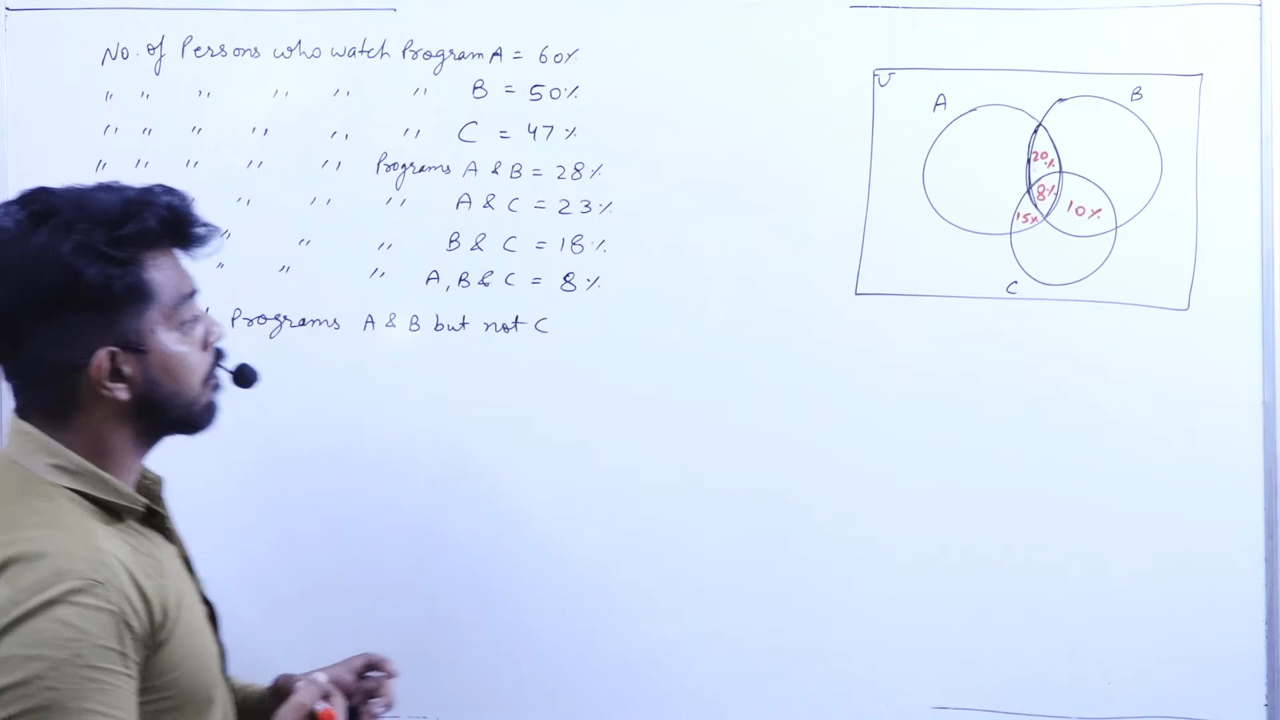 No. of Persons who watch Program A = 60%
" " " " " " B = 50%
" " " " " " C = 47%
" " " " " Programs A & B = 28%
" " " A & C = 23%
" " " B & C = 18%
" " " A, B & C = 8%
" Programs A & B but not C
U
A
B
20%
8%
15%
10%
C